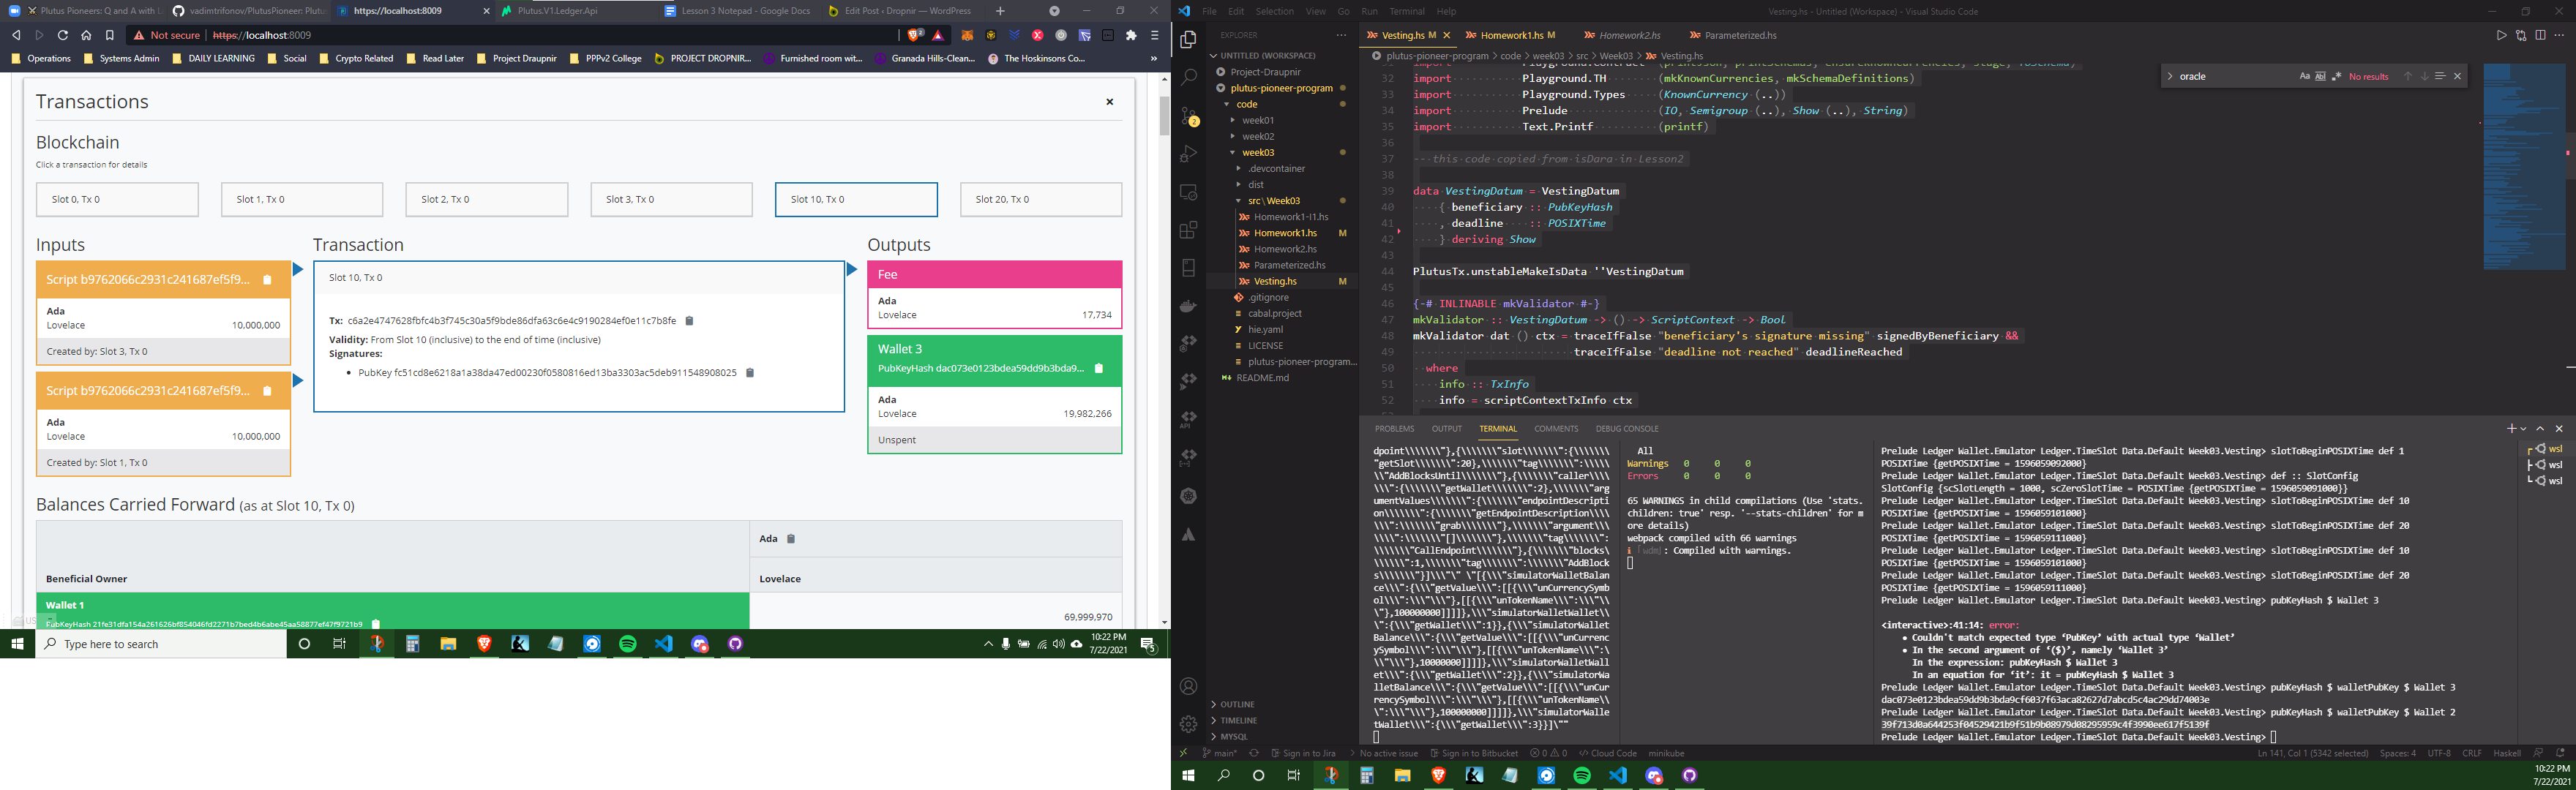 Plutus Pioneers: Q and A with L
vadimtrifonov/PlutusPioneer: Plut
https://localhost:8009
Plutus.V1.Ledger.Api
Lesson 3 Notepad - Google Docs
Edit Post ‹ Dropnir — WordPress
Not secure | https://localhost:8009
Operations
Systems Admin
DAILY LEARNING
Social
Crypto Related
Read Later
Project Draupnir
PPPv2 College
PROJECT DROPNIR...
Furnished room wit...
Granada Hills-Clean...
The Hoskinsons Co...
Transactions
Blockchain
Click a transaction for details
Slot 0, Tx 0
Slot 1, Tx 0
Slot 2, Tx 0
Slot 3, Tx 0
Slot 10, Tx 0
Slot 20, Tx 0
Inputs
Script b9762066c2931c241687ef5f9...
Ada
Lovelace 10,000,000
Created by: Slot 3, Tx 0
Script b9762066c2931c241687ef5f9...
Ada
Lovelace 10,000,000
Created by: Slot 1, Tx 0
Transaction
Slot 10, Tx 0
Tx: c6a2e4747628fbfc4b3f745c30a5f9bde86dfa63c6e4c9190284ef0e11c7b8fe
Validity: From Slot 10 (inclusive) to the end of time (inclusive)
Signatures:
• PubKey fc51cd8e6218a1a38da47ed00230f0580816ed13ba3303ac5deb911548908025
Outputs
Fee
Ada
Lovelace 17,734
Wallet 3
PubKeyHash dac073e0123bdea59dd9b3bda9...
Ada
Lovelace 19,982,266
Unspent
Balances Carried Forward (as at Slot 10, Tx 0)
Ada
Beneficial Owner Lovelace
Wallet 1
PubKeyHash 21fe31dfa154a261626bf854046fd2271b7bed4b6abe45aa58877ef47f9721b9
69,999,970
Type here to search
10:22 PM
7/22/2021
File Edit Selection View Go Run Terminal Help
Vesting.hs - Untitled (Workspace) - Visual Studio Code
EXPLORER
UNTITLED (WORKSPACE)
Project-Draupnir
plutus-pioneer-program
code
week01
week02
week03
.devcontainer
dist
src\Week03
Homework1-I1.hs
Homework1.hs M
Homework2.hs
Parameterized.hs
Vesting.hs M
.gitignore
cabal.project
hie.yaml
LICENSE
plutus-pioneer-program...
README.md
OUTLINE
TIMELINE
MYSQL
Vesting.hs M
Homework1.hs M
Homework2.hs
Parameterized.hs
plutus-pioneer-program > code > week03 > src > Week03 > Vesting.hs
oracle
No results
32 import Playground.TH (mkKnownCurrencies, mkSchemaDefinitions)
33 import Playground.Types (KnownCurrency (..))
34 import Prelude (IO, Semigroup (..), Show (..), String)
35 import Text.Printf (printf)
36
37 -- this code copied from isDara in Lesson2
38
39 data VestingDatum = VestingDatum
40 { beneficiary :: PubKeyHash
41 , deadline :: POSIXTime
42 } deriving Show
43
44 PlutusTx.unstableMakeIsData ''VestingDatum
45
46 {-# INLINABLE mkValidator #-}
47 mkValidator :: VestingDatum -> () -> ScriptContext -> Bool
48 mkValidator dat () ctx = traceIfFalse "beneficiary's signature missing" signedByBeneficiary &&
49 traceIfFalse "deadline not reached" deadlineReached
50 where
51 info :: TxInfo
52 info = scriptContextTxInfo ctx
PROBLEMS OUTPUT TERMINAL COMMENTS DEBUG CONSOLE
All
Warnings 0 0 0
Errors 0 0 0
65 WARNINGS in child compilations (Use 'stats.
children: true' resp. '--stats-children' for m
ore details)
webpack compiled with 66 warnings
i ｢wdm｣: Compiled with warnings.
Prelude Ledger Wallet.Emulator Ledger.TimeSlot Data.Default Week03.Vesting> slotToBeginPOSIXTime def 1
POSIXTime {getPOSIXTime = 1596059092000}
Prelude Ledger Wallet.Emulator Ledger.TimeSlot Data.Default Week03.Vesting> def :: SlotConfig
SlotConfig {scSlotLength = 1000, scZeroSlotTime = POSIXTime {getPOSIXTime = 1596059091000}}
Prelude Ledger Wallet.Emulator Ledger.TimeSlot Data.Default Week03.Vesting> slotToBeginPOSIXTime def 10
POSIXTime {getPOSIXTime = 1596059101000}
Prelude Ledger Wallet.Emulator Ledger.TimeSlot Data.Default Week03.Vesting> slotToBeginPOSIXTime def 20
POSIXTime {getPOSIXTime = 1596059111000}
Prelude Ledger Wallet.Emulator Ledger.TimeSlot Data.Default Week03.Vesting> slotToBeginPOSIXTime def 10
POSIXTime {getPOSIXTime = 1596059101000}
Prelude Ledger Wallet.Emulator Ledger.TimeSlot Data.Default Week03.Vesting> slotToBeginPOSIXTime def 20
POSIXTime {getPOSIXTime = 1596059111000}
Prelude Ledger Wallet.Emulator Ledger.TimeSlot Data.Default Week03.Vesting> pubKeyHash $ Wallet 3
<interactive>:41:14: error:
• Couldn't match expected type ‘PubKey’ with actual type ‘Wallet’
• In the second argument of ‘($)’, namely ‘Wallet 3’
In the expression: pubKeyHash $ Wallet 3
In an equation for ‘it’: it = pubKeyHash $ Wallet 3
Prelude Ledger Wallet.Emulator Ledger.TimeSlot Data.Default Week03.Vesting> pubKeyHash $ walletPubKey $ Wallet 3
dac073e0123bdea59dd9b3bda9cf6037f63aca82627d7abcd5c4ac29dd74003e
Prelude Ledger Wallet.Emulator Ledger.TimeSlot Data.Default Week03.Vesting> pubKeyHash $ walletPubKey $ Wallet 2
39f713d0a644253f04529421b9f51b9b08979d08295959c4f3990ee617f5139f
Prelude Ledger Wallet.Emulator Ledger.TimeSlot Data.Default Week03.Vesting>
wsl
wsl
wsl
main*
Sign in to Jira
No active issue
Sign in to Bitbucket
0 0
Cloud Code
minikube
Ln 141, Col 1 (5342 selected)
Spaces: 4
UTF-8
CRLF
Haskell
10:22 PM
7/22/2021